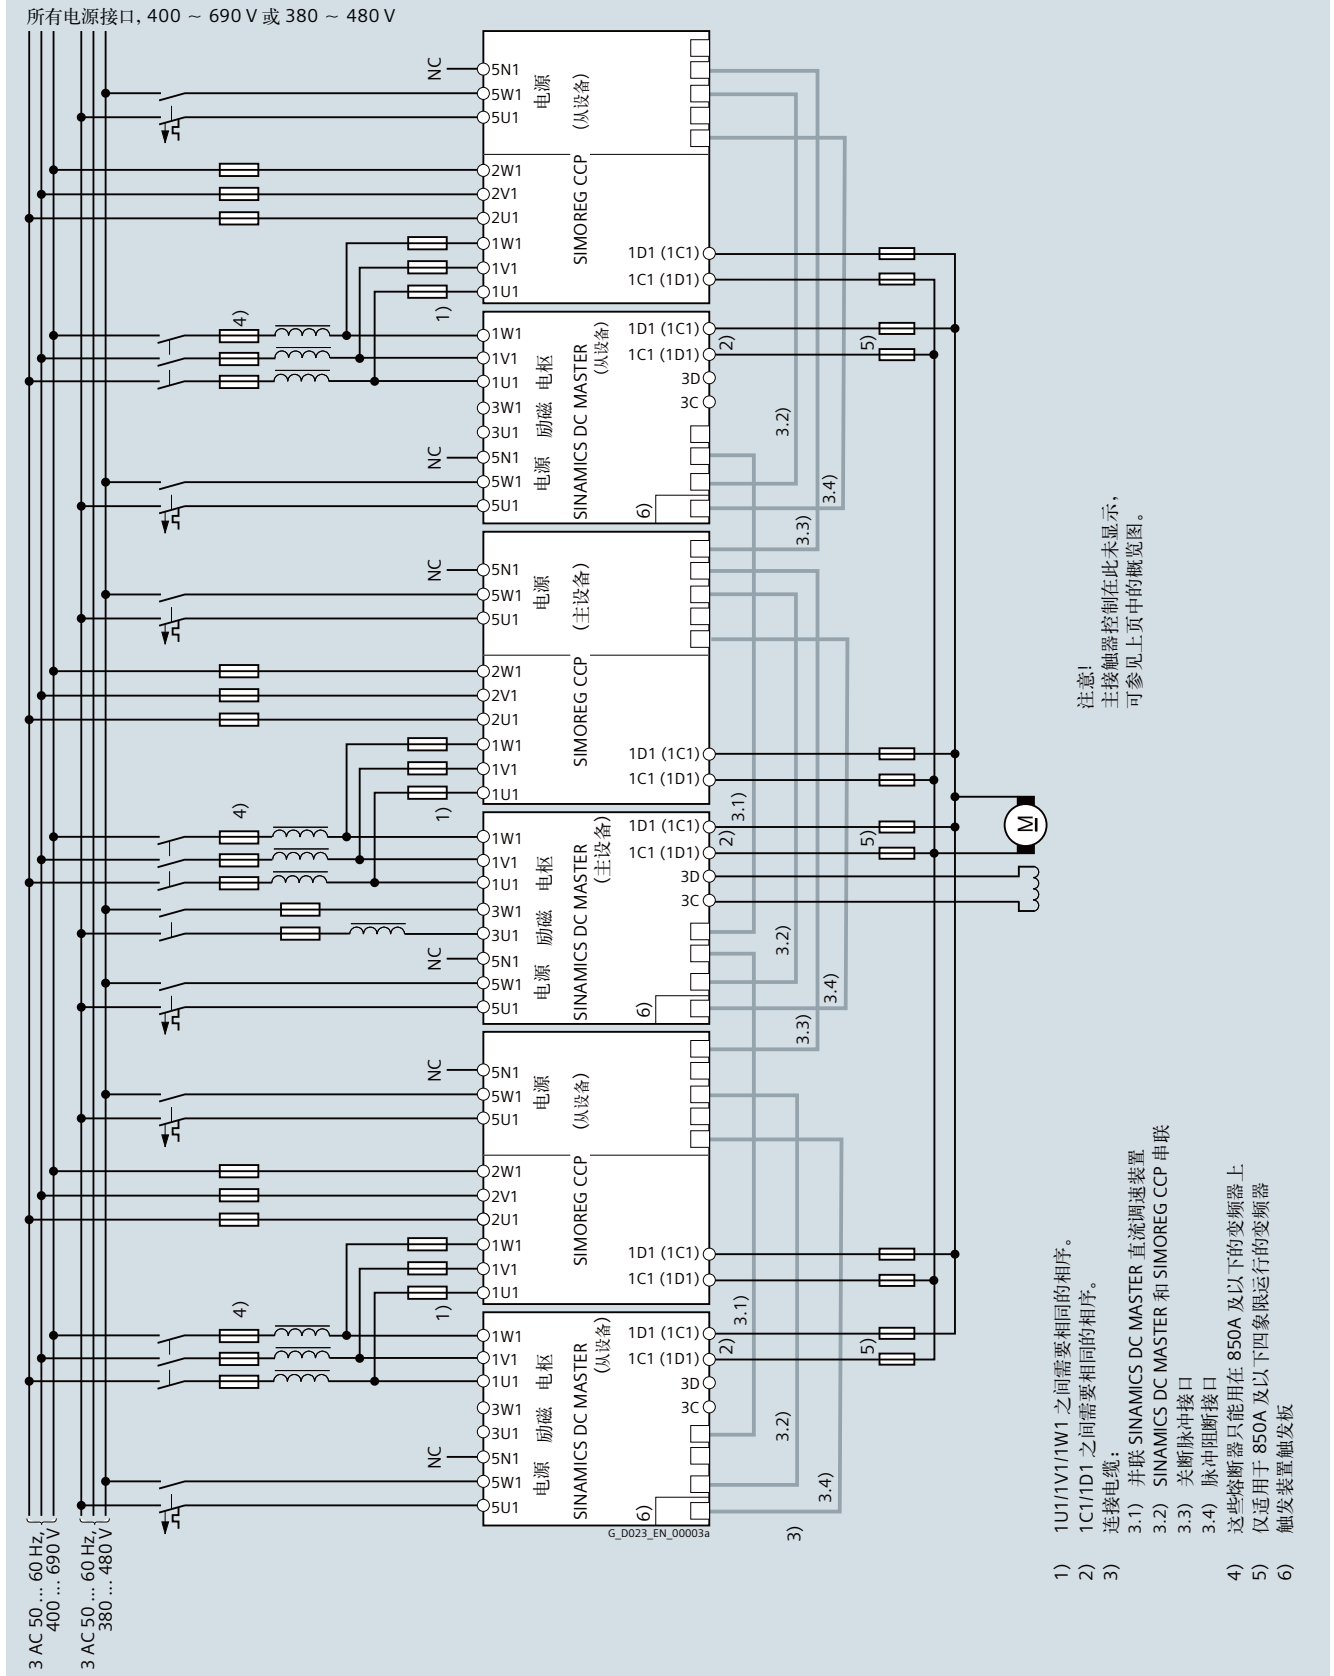 所有电源接口, 400 ~ 690 V 或 380 ~ 480 V
NC
5N1
5W1
5U1
电源
(从设备)
2W1
2V1
2U1
1W1
1V1
1U1
SIMOREG CCP
1D1 (1C1)
1C1 (1D1)
1)
4)
1W1
1V1
1U1
3W1
3U1
5N1
5W1
5U1
NC
电枢
励磁
电源
SINAMICS DC MASTER
(从设备)
6)
1D1 (1C1)
1C1 (1D1)
3D
3C
2)
5)
3.2)
3.4)
3.3)
NC
5N1
5W1
5U1
电源
(主设备)
2W1
2V1
2U1
1W1
1V1
1U1
SIMOREG CCP
1D1 (1C1)
1C1 (1D1)
1)
4)
3.1)
1W1
1V1
1U1
3W1
3U1
5N1
5W1
5U1
NC
电枢
励磁
电源
SINAMICS DC MASTER
(主设备)
6)
1D1 (1C1)
1C1 (1D1)
3D
3C
2)
5)
M
3.2)
3.4)
3.3)
NC
5N1
5W1
5U1
电源
(从设备)
2W1
2V1
2U1
1W1
1V1
1U1
SIMOREG CCP
1D1 (1C1)
1C1 (1D1)
1)
4)
3.1)
1W1
1V1
1U1
3W1
3U1
5N1
5W1
5U1
NC
电枢
励磁
电源
SINAMICS DC MASTER
(从设备)
6)
1D1 (1C1)
1C1 (1D1)
3D
3C
2)
5)
3.2)
3.4)
3)
G_D023_EN_00003a
3 AC 50 ... 60 Hz,
400 ... 690 V
3 AC 50 ... 60 Hz,
380 ... 480 V
注意!
主接触器控制在此未显示，
可参见上页中的概览图。
1) 1U1/1V1/1W1 之间需要相同的相序。
2) 1C1/1D1 之间需要相同的相序。
3) 连接电缆：
3.1) 并联 SINAMICS DC MASTER 直流调速装置
3.2) SINAMICS DC MASTER 和 SIMOREG CCP 串联
3.3) 关断脉冲接口
3.4) 脉冲阻断接口
4) 这些熔断器只能用在 850A 及以下的变频器上
5) 仅适用于 850A 及以下四象限运行的变频器
6) 触发装置触发板